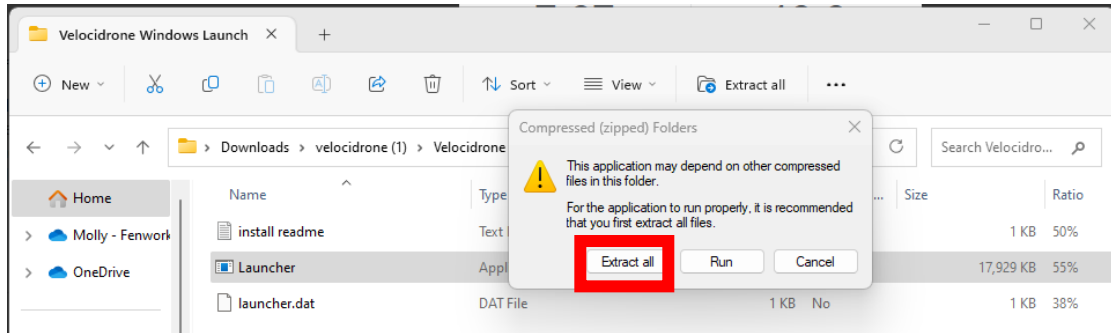 Velocidrone Windows Launch
New
Sort
View
Extract all
Downloads > velocidrone (1) > Velocidrone
Search Velocidro...
Compressed (zipped) Folders
This application may depend on other compressed
files in this folder.
For the application to run properly, it is recommended
that you first extract all files.
Extract all Run Cancel
Home
Molly - Fenwork
OneDrive
Name Type ... Size Ratio
install readme Text 1 KB 50%
Launcher Appl 17,929 KB 55%
launcher.dat DAT File 1 KB No 1 KB 38%